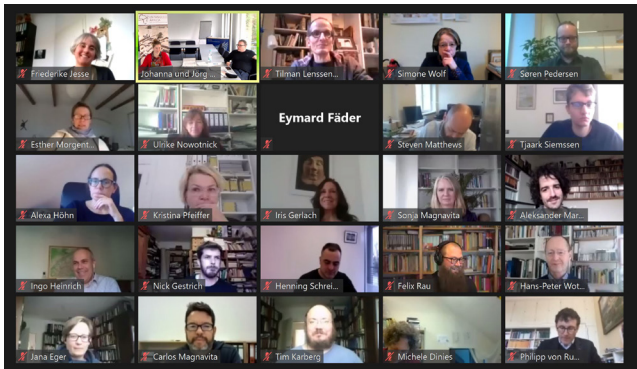 Friederike Jesse
Johanna und Jörg ...
Tilman Lenssen...
Simone Wolf
Søren Pedersen
Esther Morgent...
Ulrike Nowotnick
Eymard Fäder
Steven Matthews
Tjaark Siemssen
Alexa Höhn
Kristina Pfeiffer
Iris Gerlach
Sonja Magnavita
Aleksander Mar...
Ingo Heinrich
Nick Gestrich
Henning Schrei...
Felix Rau
Hans-Peter Wot...
Jana Eger
Carlos Magnavita
Tim Karberg
Michele Dinies
Philipp von Ru...